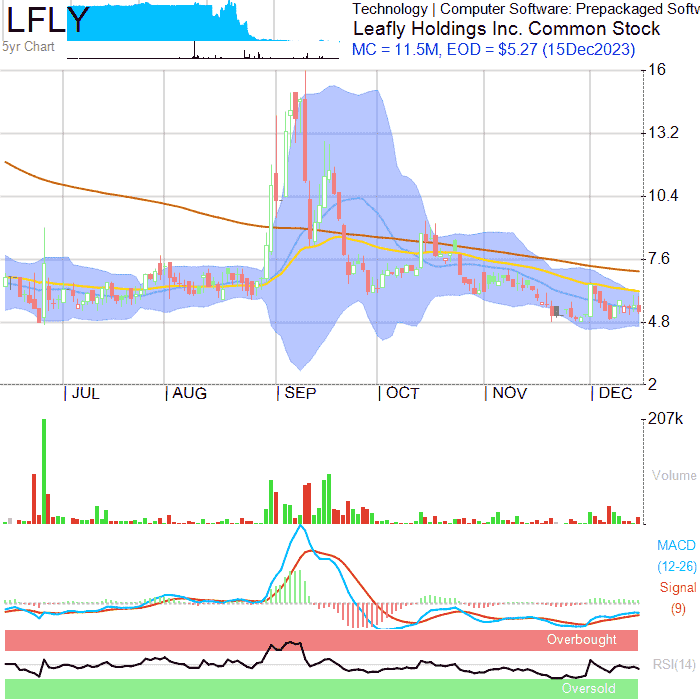 LFLY
5yr Chart
Technology | Computer Software: Prepackaged Softw
Leafly Holdings Inc. Common Stock
MC = 11.5M, EOD = $5.27 (15Dec2023)
16
13.2
10.4
7.6
4.8
2
JUL
AUG
SEP
OCT
NOV
DEC
207k
Volume
MACD
(12-26)
Signal
(9)
Overbought
RSI(14)
Oversold